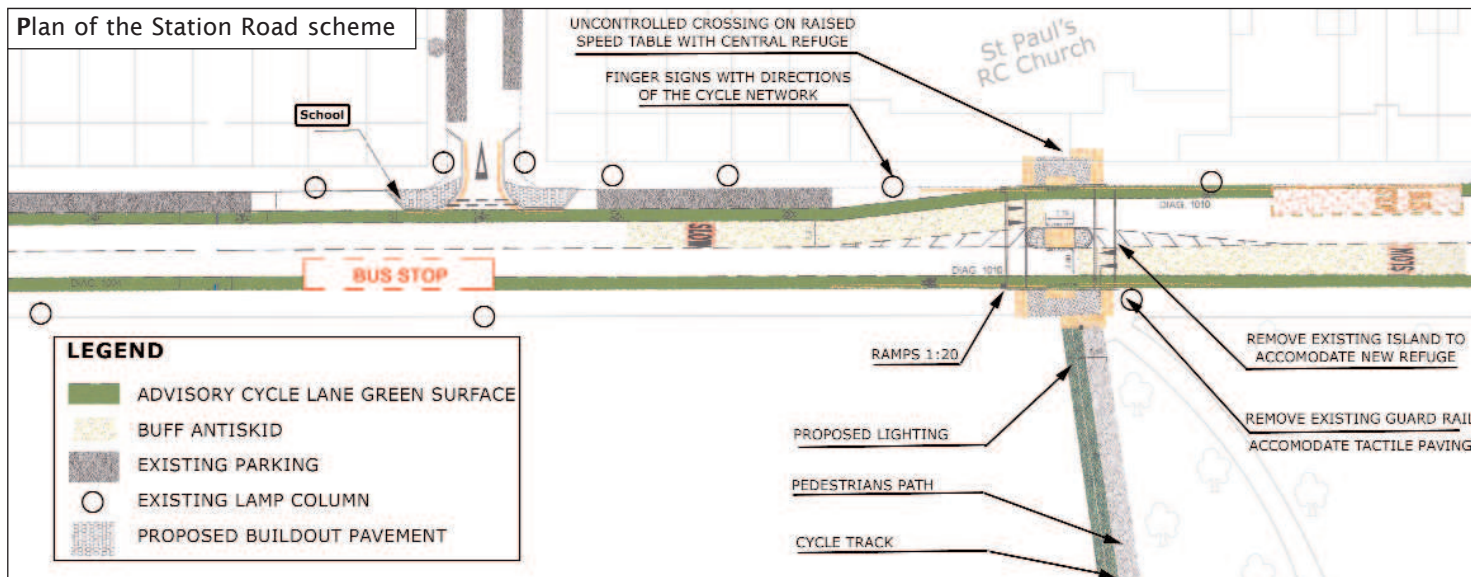 Plan of the Station Road scheme
UNCONTROLLED CROSSING ON RAISED
SPEED TABLE WITH CENTRAL REFUGE
St Paul's
RC Church
FINGER SIGNS WITH DIRECTIONS
OF THE CYCLE NETWORK
School
DIAG. 1010
SLOW
BUS STOP
DIAG. 1010
SLOW
RAMPS 1:20
REMOVE EXISTING ISLAND TO
ACCOMODATE NEW REFUGE
REMOVE EXISTING GUARD RAIL
ACCOMODATE TACTILE PAVING
PROPOSED LIGHTING
PEDESTRIANS PATH
CYCLE TRACK
LEGEND
ADVISORY CYCLE LANE GREEN SURFACE
BUFF ANTISKID
EXISTING PARKING
EXISTING LAMP COLUMN
PROPOSED BUILDOUT PAVEMENT